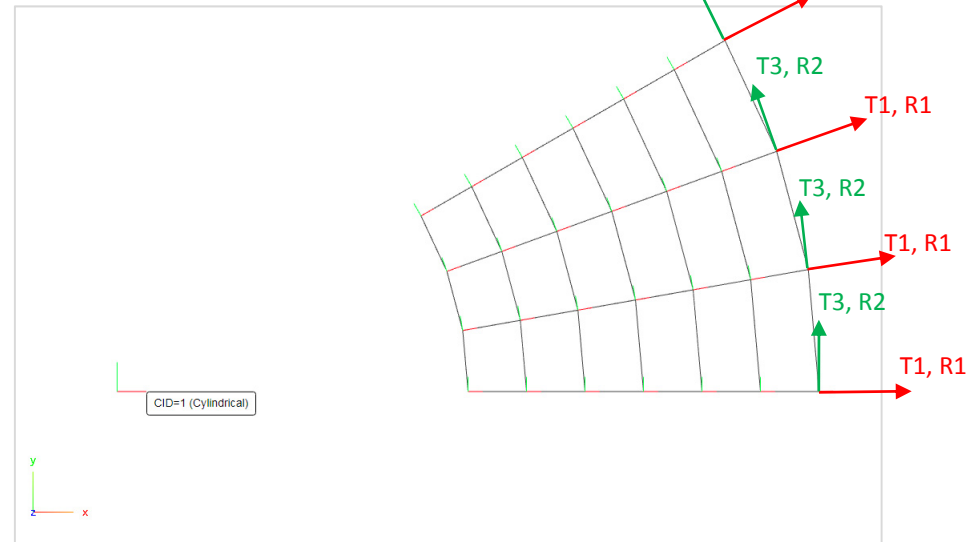 T3, R2
T1, R1
T3, R2
T1, R1
T3, R2
T1, R1
CID=1 (Cylindrical)
y
z
x